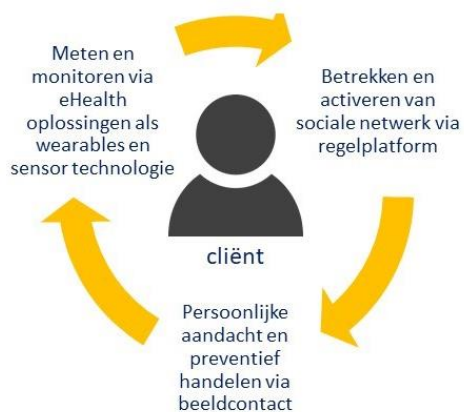 Meten en
monitoren via
eHealth
oplossingen als
wearables en
sensor technologie
Betrekken en
activeren van
sociale netwerk via
regelplatform
cliënt
Persoonlijke
aandacht en
preventief
handelen via
beeldcontact